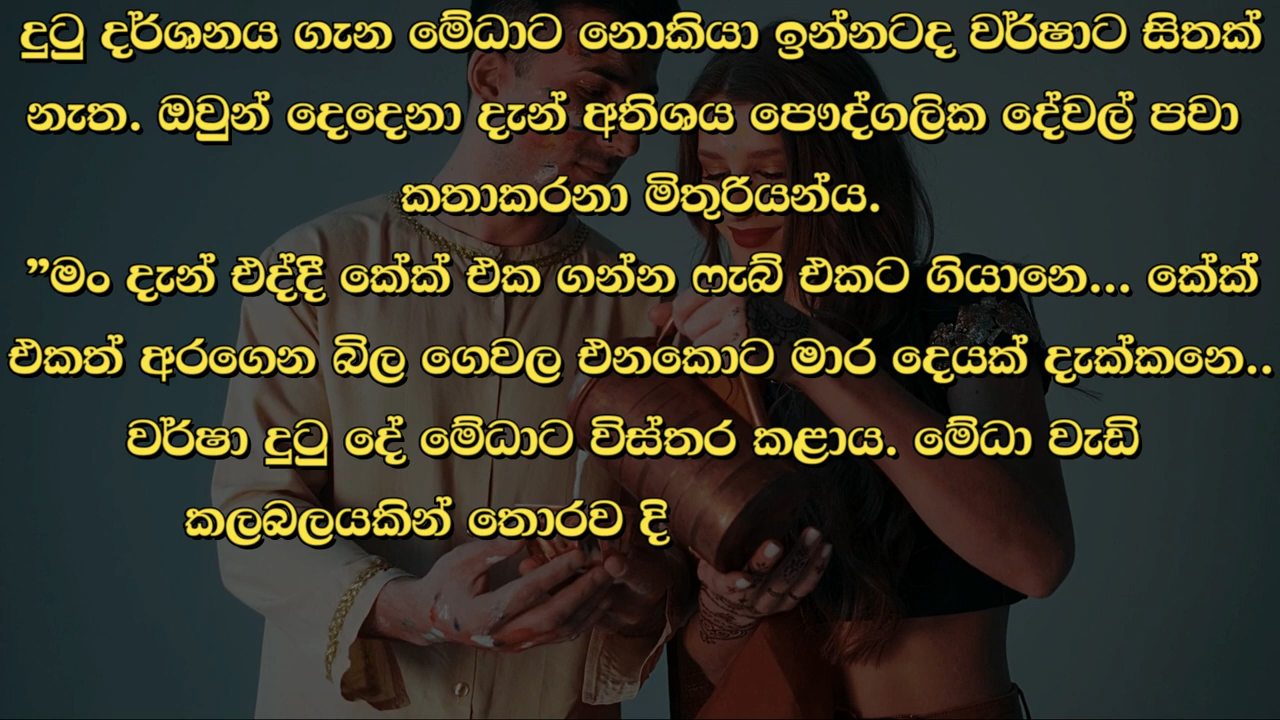 දුටු දර්ශනය ගැන මේධාට නොකියා ඉන්නටද වර්ෂාට සිතක්
නැත. ඔවුන් දෙදෙනා දැන් අතිශය පෞද්ගලික දේවල් පවා
කතාකරනා මිතුරියන්ය.
”මං දැන් එද්දී කේක් එක ගන්න ෆැබ් එකට ගියානෙ... කේක්
එකත් අරගෙන බිල ගෙවල එනකොට මාර දෙයක් දැක්කනෙ..
වර්ෂා දුටු දේ මේධාට විස්තර කළාය. මේධා වැඩි
කලබලයකින් තොරව දි